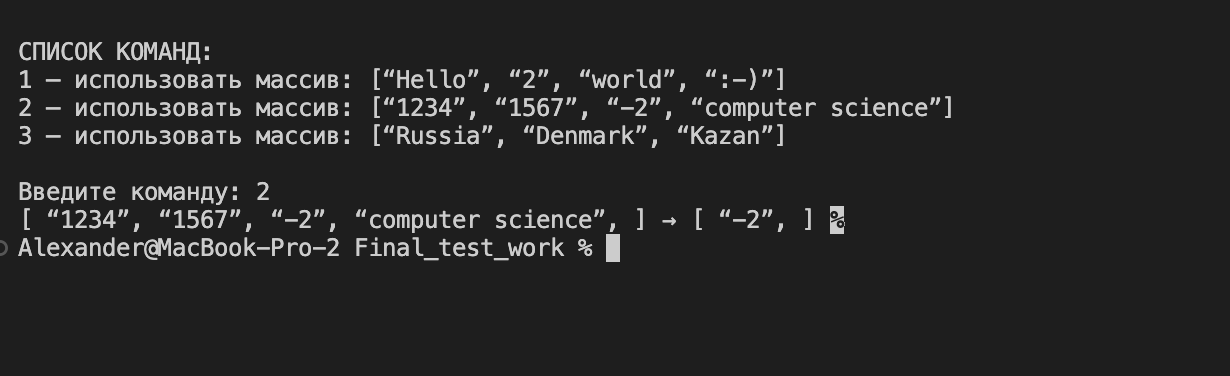 СПИСОК КОМАНД:
1 — использовать массив: [“Hello”, “2”, “world”, “:-)”]
2 — использовать массив: [“1234”, “1567”, “-2”, “computer science”]
3 — использовать массив: [“Russia”, “Denmark”, “Kazan”]
Введите команду: 2
[ “1234”, “1567”, “-2”, “computer science”, ] → [ “-2”, ] %
Alexander@MacBook-Pro-2 Final_test_work %